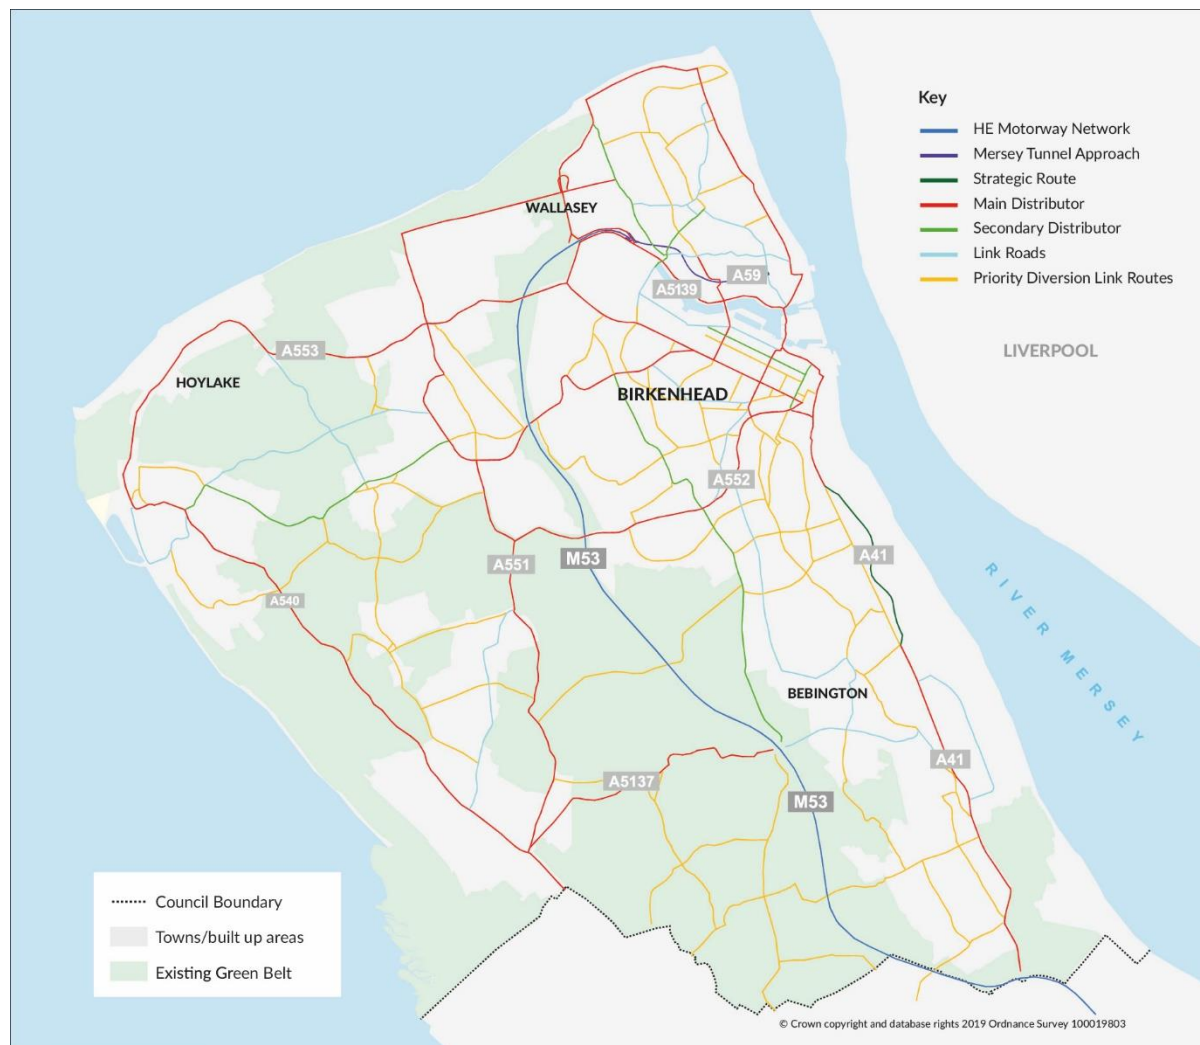 Key
HE Motorway Network
Mersey Tunnel Approach
Strategic Route
Main Distributor
Secondary Distributor
Link Roads
Priority Diversion Link Routes
WALLASEY
A59
A5139
LIVERPOOL
A553
HOYLAKE
BIRKENHEAD
A552
M53
A551
A41
A540
RIVER MERSEY
BEBINGTON
A41
A5137
M53
Council Boundary
Towns/built up areas
Existing Green Belt
© Crown copyright and database rights 2019 Ordnance Survey 100019803